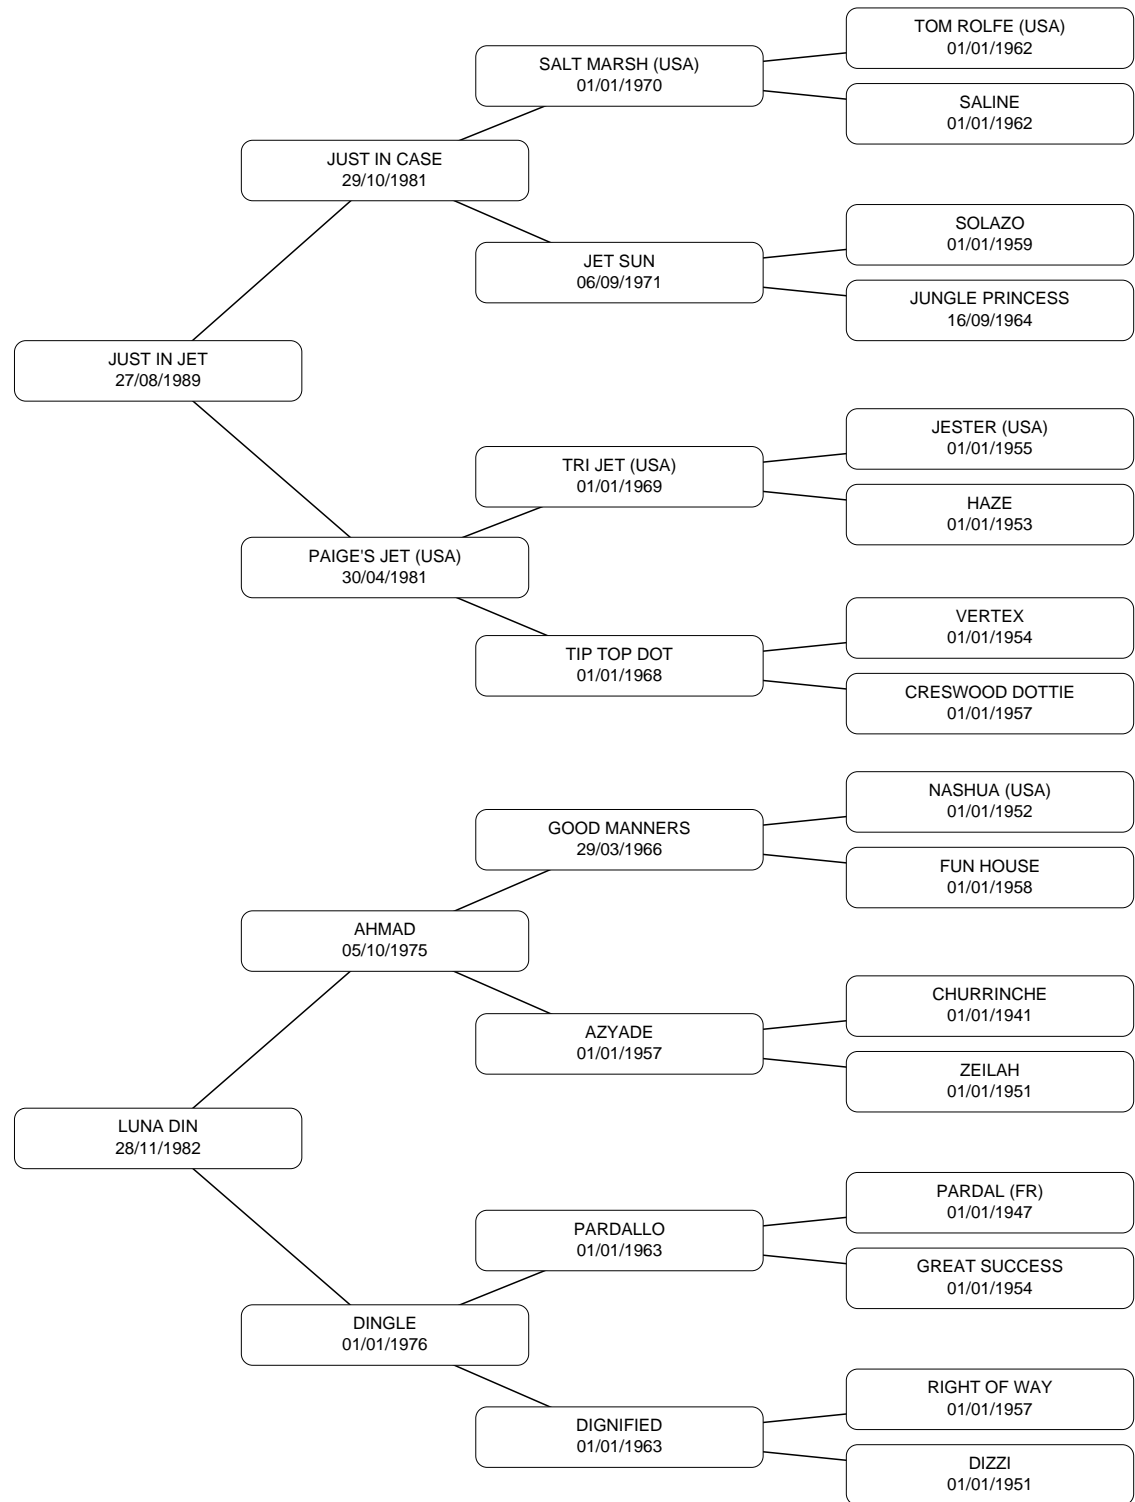 TOM ROLFE (USA)
01/01/1962
SALT MARSH (USA)
01/01/1970
SALINE
01/01/1962
JUST IN CASE
29/10/1981
SOLAZO
01/01/1959
JET SUN
06/09/1971
JUNGLE PRINCESS
16/09/1964
JUST IN JET
27/08/1989
JESTER (USA)
01/01/1955
TRI JET (USA)
01/01/1969
HAZE
01/01/1953
PAIGE'S JET (USA)
30/04/1981
VERTEX
01/01/1954
TIP TOP DOT
01/01/1968
CRESWOOD DOTTIE
01/01/1957
NASHUA (USA)
01/01/1952
GOOD MANNERS
29/03/1966
FUN HOUSE
01/01/1958
AHMAD
05/10/1975
CHURRINCHE
01/01/1941
AZYADE
01/01/1957
ZEILAH
01/01/1951
LUNA DIN
28/11/1982
PARDAL (FR)
01/01/1947
PARDALLO
01/01/1963
GREAT SUCCESS
01/01/1954
DINGLE
01/01/1976
RIGHT OF WAY
01/01/1957
DIGNIFIED
01/01/1963
DIZZI
01/01/1951